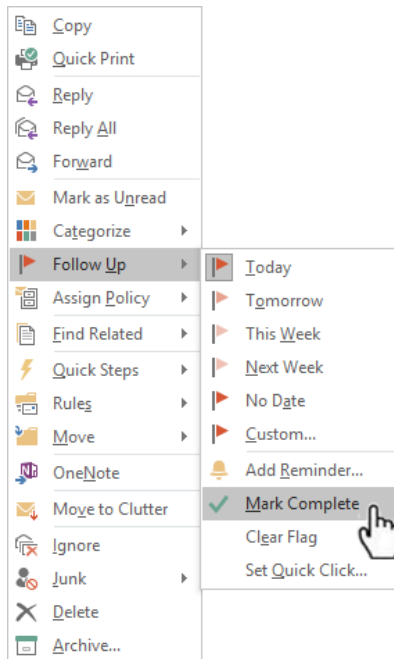 Copy
Quick Print
Reply
Reply All
Forward
Mark as Unread
Categorize
Follow Up
Assign Policy
Find Related
Quick Steps
Rules
Move
OneNote
Move to Clutter
Ignore
Junk
Delete
Archive...
Today
Tomorrow
This Week
Next Week
No Date
Custom...
Add Reminder...
Mark Complete
Clear Flag
Set Quick Click...